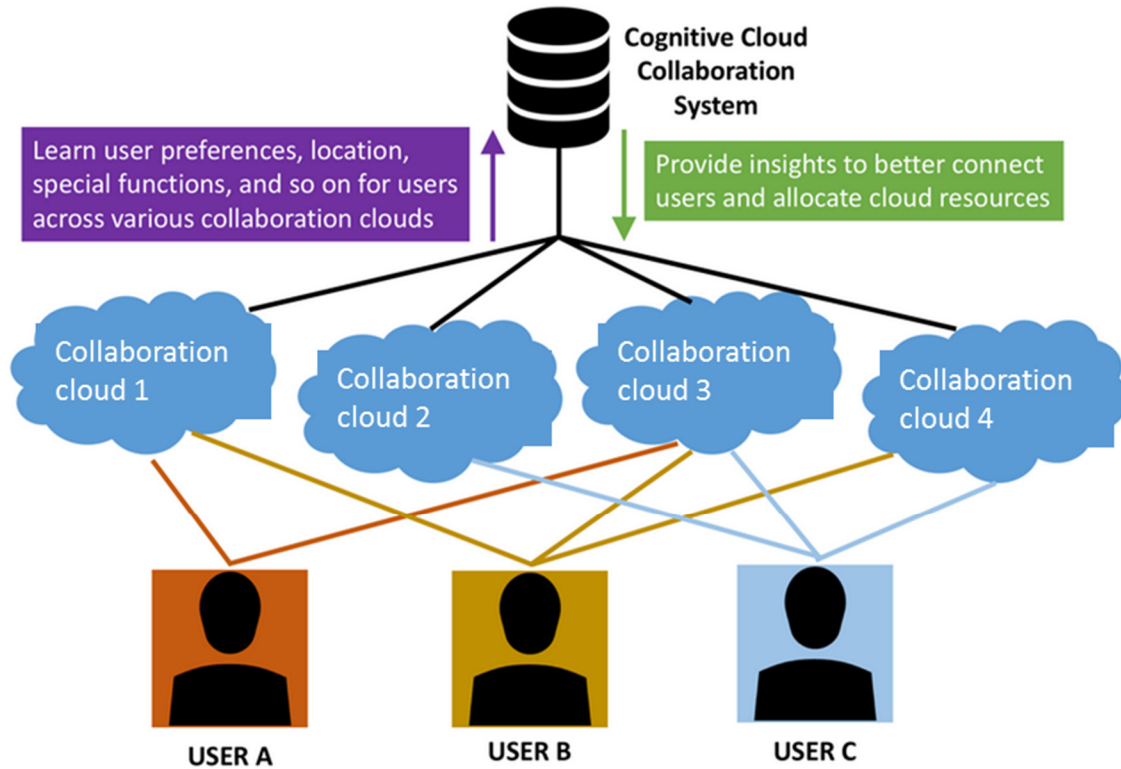 Cognitive Cloud
Collaboration
System
Learn user preferences, location,
special functions, and so on for users
across various collaboration clouds
Provide insights to better connect
users and allocate cloud resources
Collaboration
cloud 1
Collaboration
cloud 2
Collaboration
cloud 3
Collaboration
cloud 4
USER A
USER B
USER C